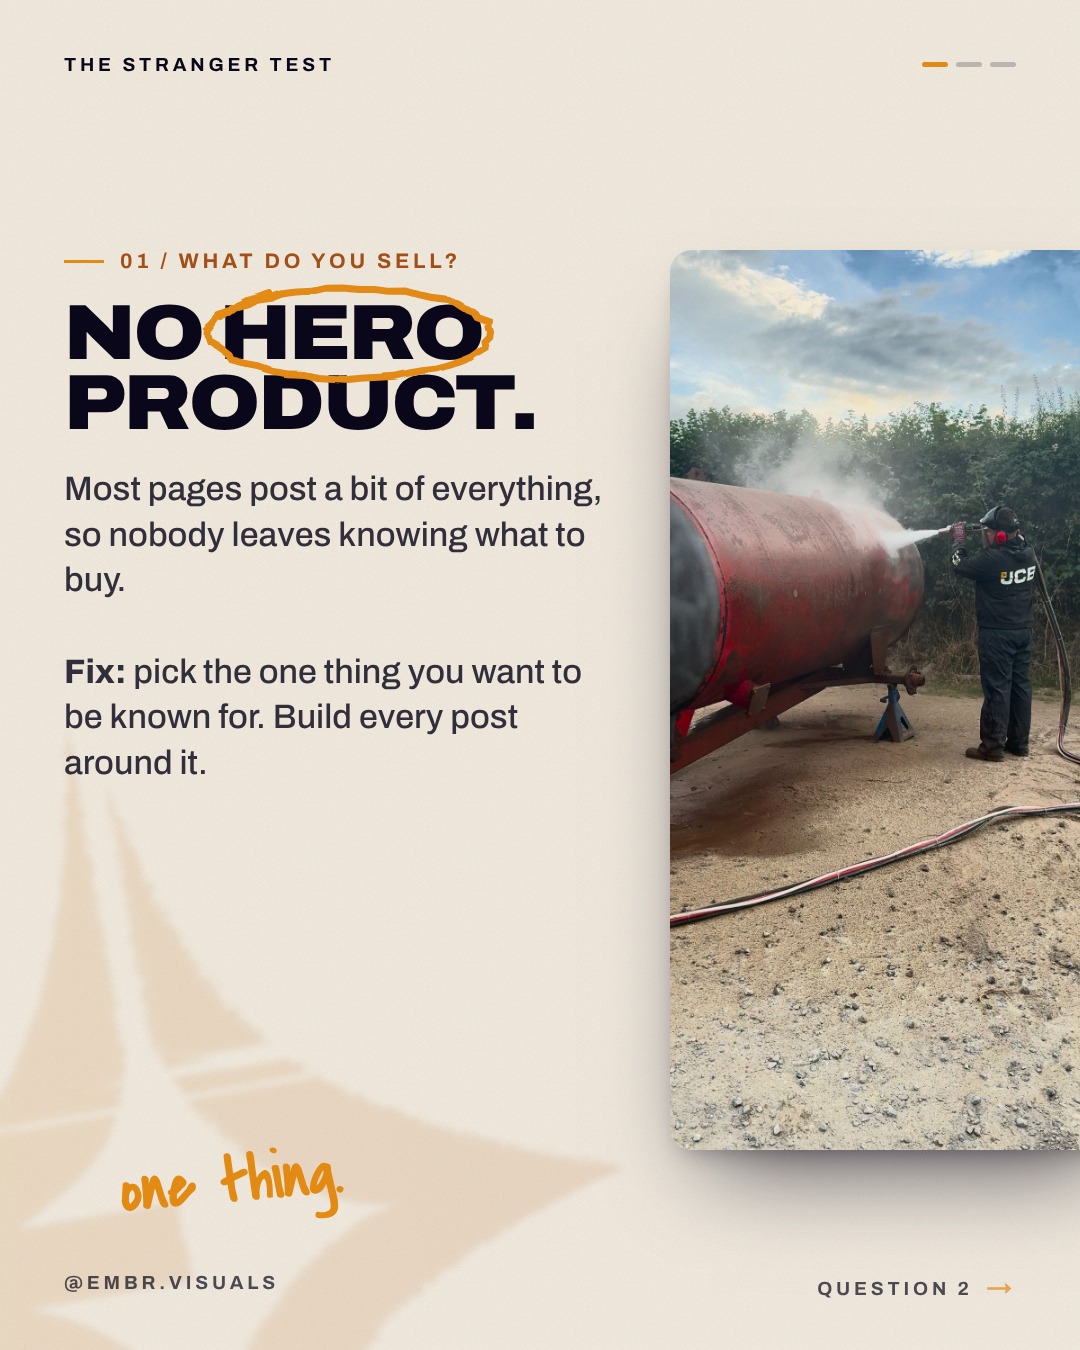 THE STRANGER TEST
01 / WHAT DO YOU SELL?
NO HERO
PRODUCT.
Most pages post a bit of everything,
so nobody leaves knowing what to
buy.
Fix: pick the one thing you want to
be known for. Build every post
around it.
JCB
one thing.
@EMBR.VISUALS
QUESTION 2 →